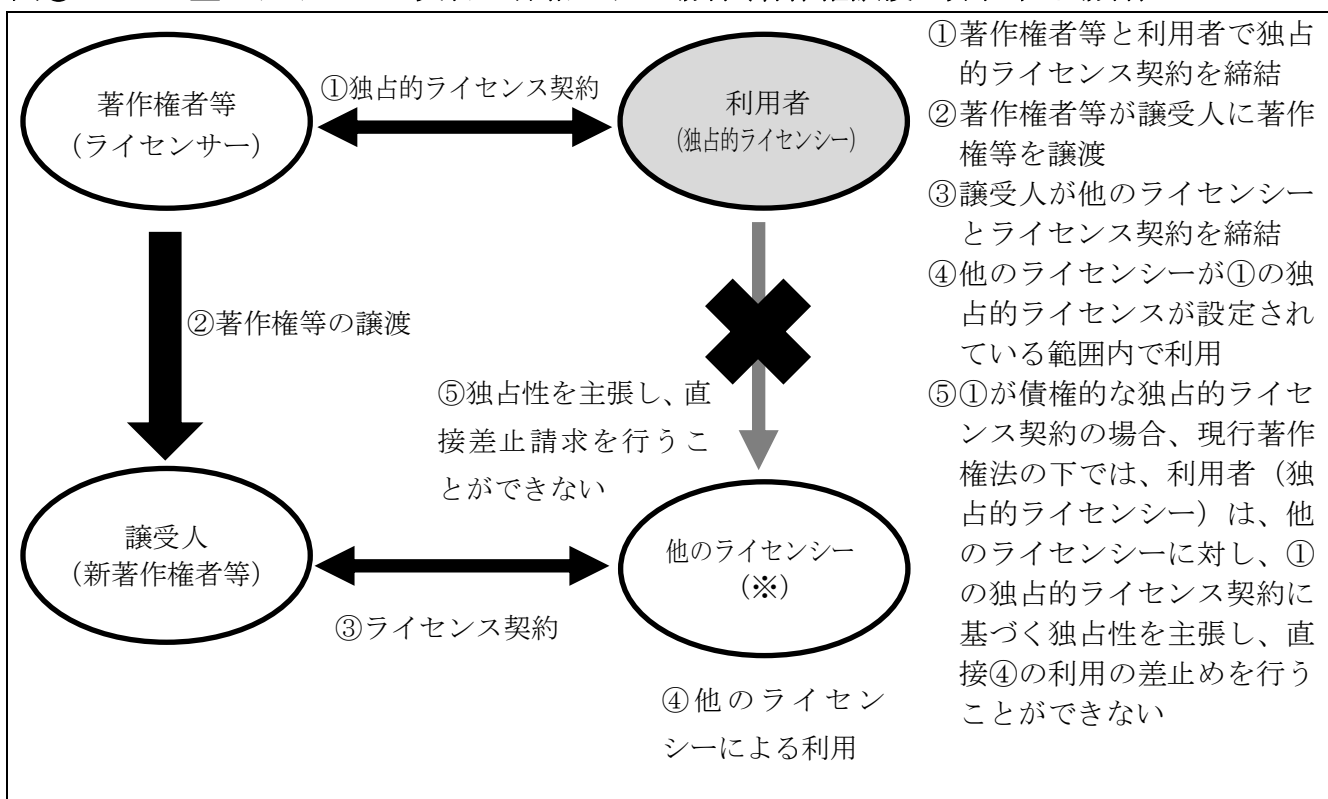 著作権者等
(ライセンサー)
①独占的ライセンス契約
利用者
(独占的ライセンシー)
②著作権等の譲渡
⑤独占性を主張し、直
接差止請求を行うこ
とができない
譲受人
(新著作権者等)
③ライセンス契約
他のライセンシー
(※)
④他のライセン
シーによる利用
①著作権者等と利用者で独占
的ライセンス契約を締結
②著作権者等が譲受人に著作
権等を譲渡
③譲受人が他のライセンシー
とライセンス契約を締結
④他のライセンシーが①の独
占的ライセンスが設定され
ている範囲内で利用
⑤①が債権的な独占的ライセ
ンス契約の場合、現行著作
権法の下では、利用者（独
占的ライセンシー）は、他
のライセンシーに対し、①
の独占的ライセンス契約に
基づく独占性を主張し、直
接④の利用の差止めを行う
ことができない